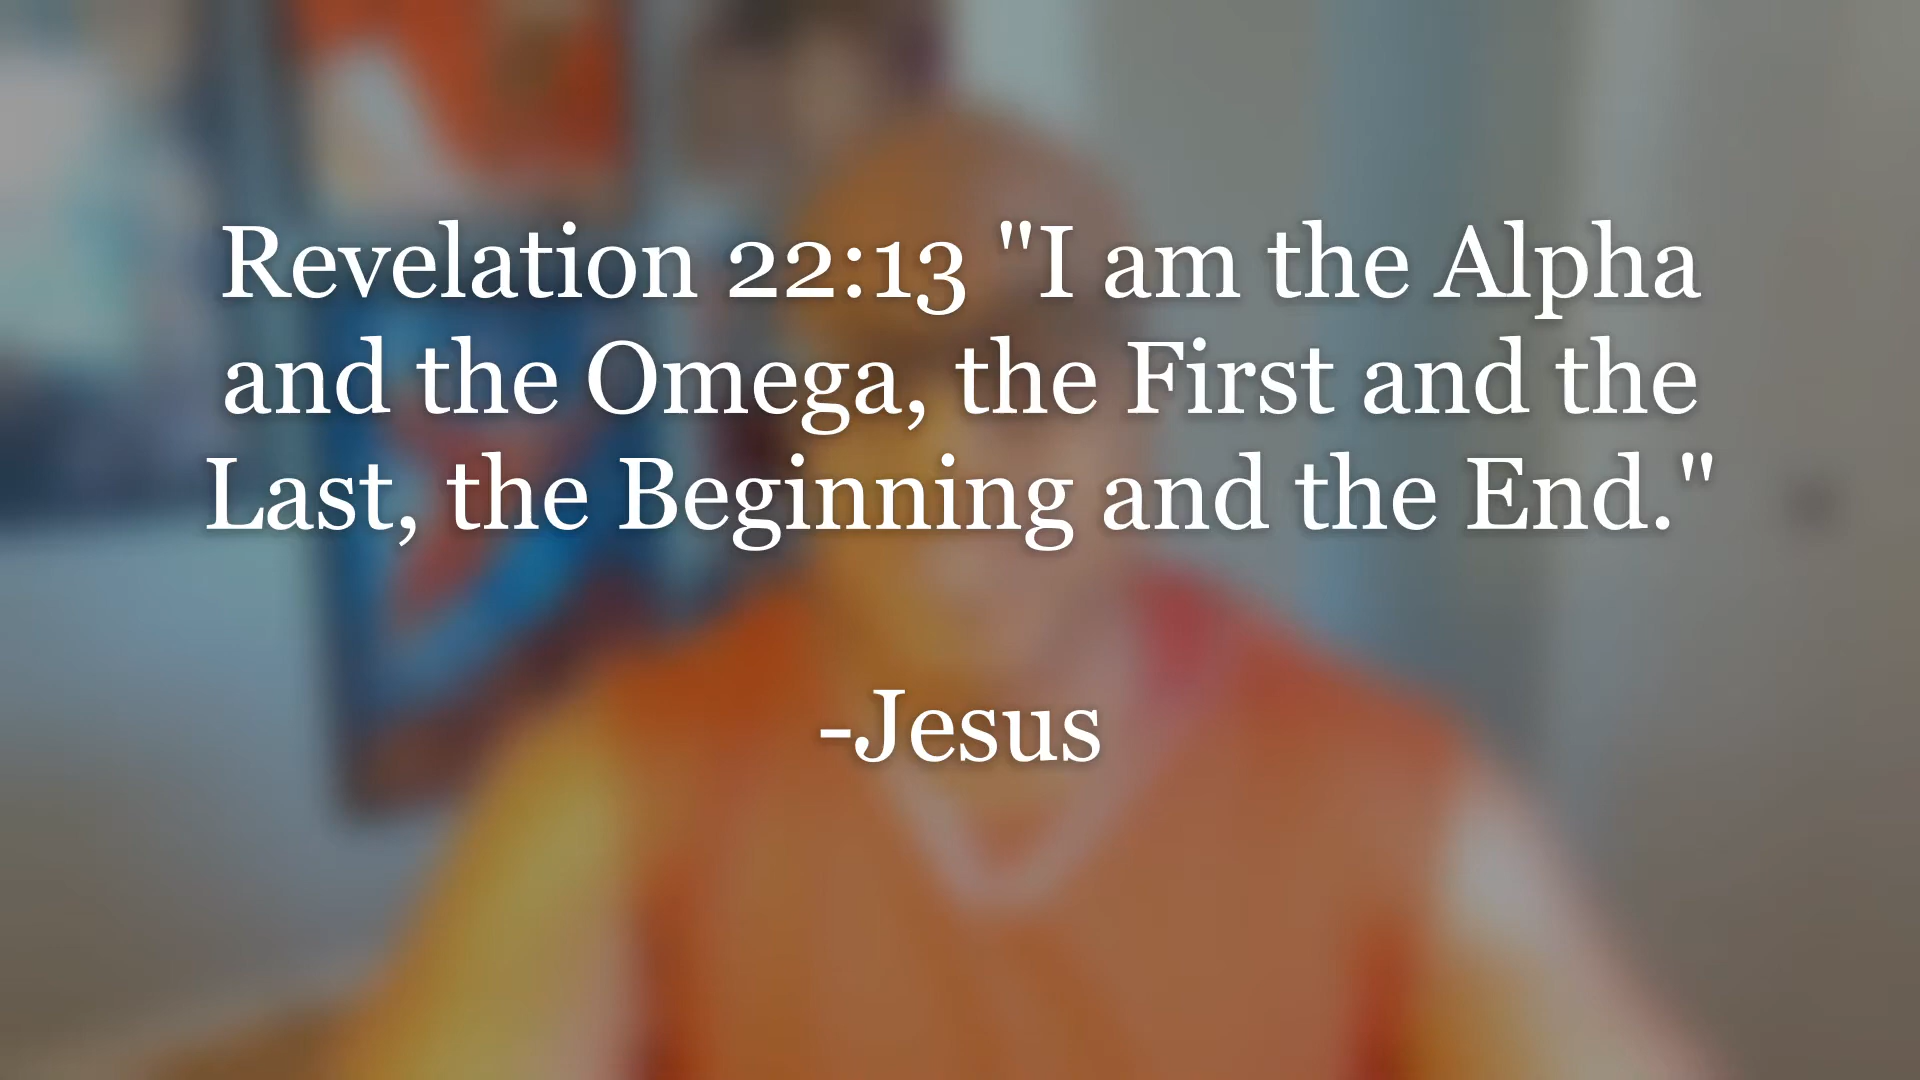 Revelation 22:13 "I am the Alpha
and the Omega, the First and the
Last, the Beginning and the End."
-Jesus